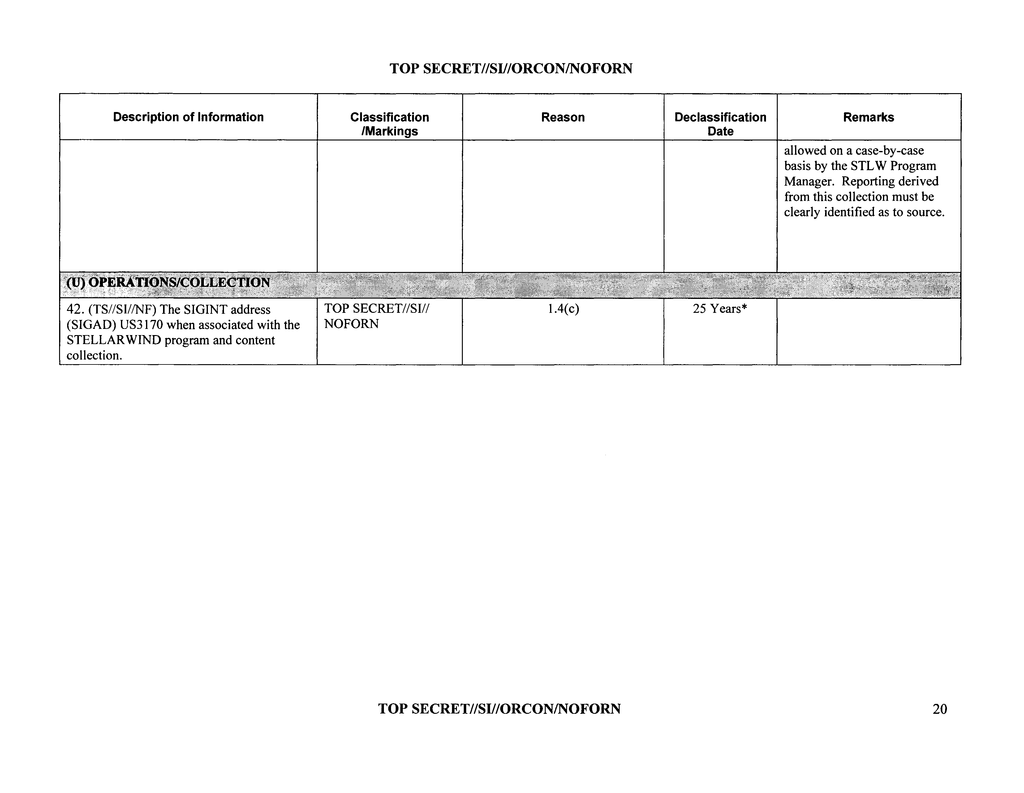 TOP SECRET//SI//ORCON/NOFORN
Description of Information
Classification
/Markings
Reason
Declassification
Date
Remarks
allowed on a case-by-case
basis by the STLW Program
Manager. Reporting derived
from this collection must be
clearly identified as to source.
(U) OPERATIONS/COLLECTION
42. (TS//SI//NF) The SIGINT address
(SIGAD) US3170 when associated with the
STELLARWIND program and content
collection.
TOP SECRET//SI//
NOFORN
1.4(c)
25 Years*
TOP SECRET//SI//ORCON/NOFORN
20